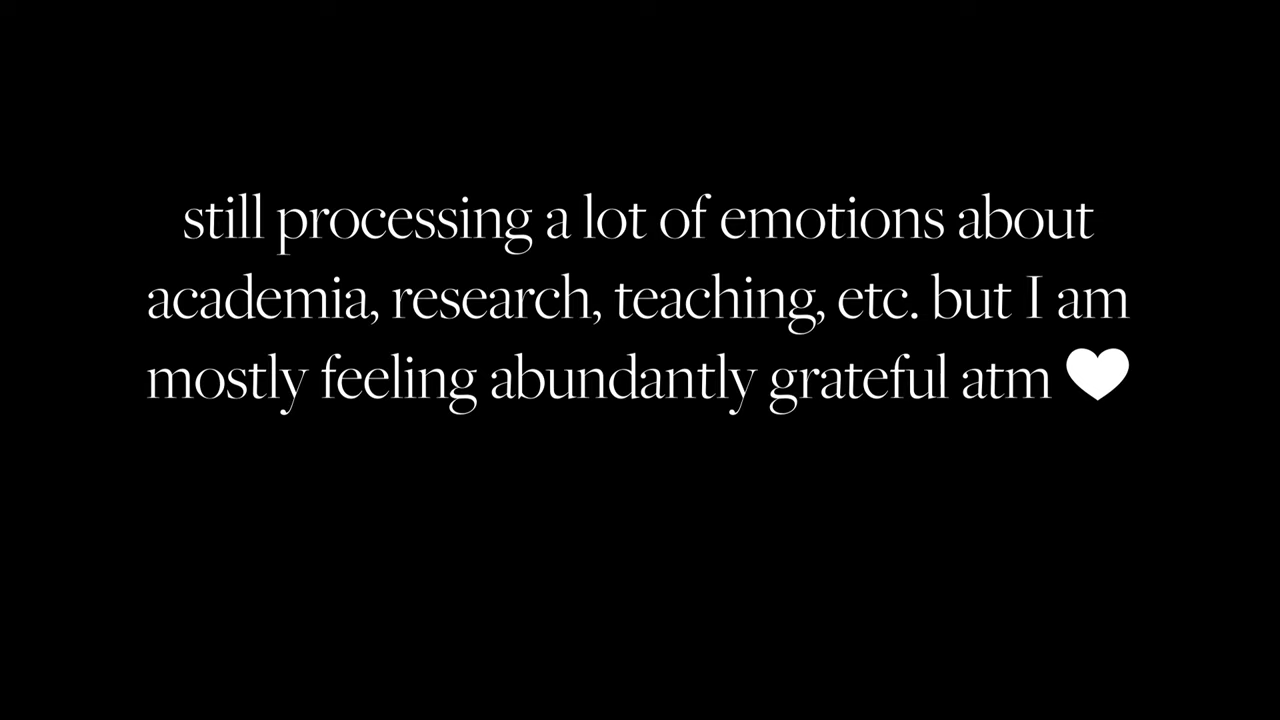 still processing a lot of emotions about
academia, research, teaching, etc. but I am
mostly feeling abundantly grateful atm 🤍